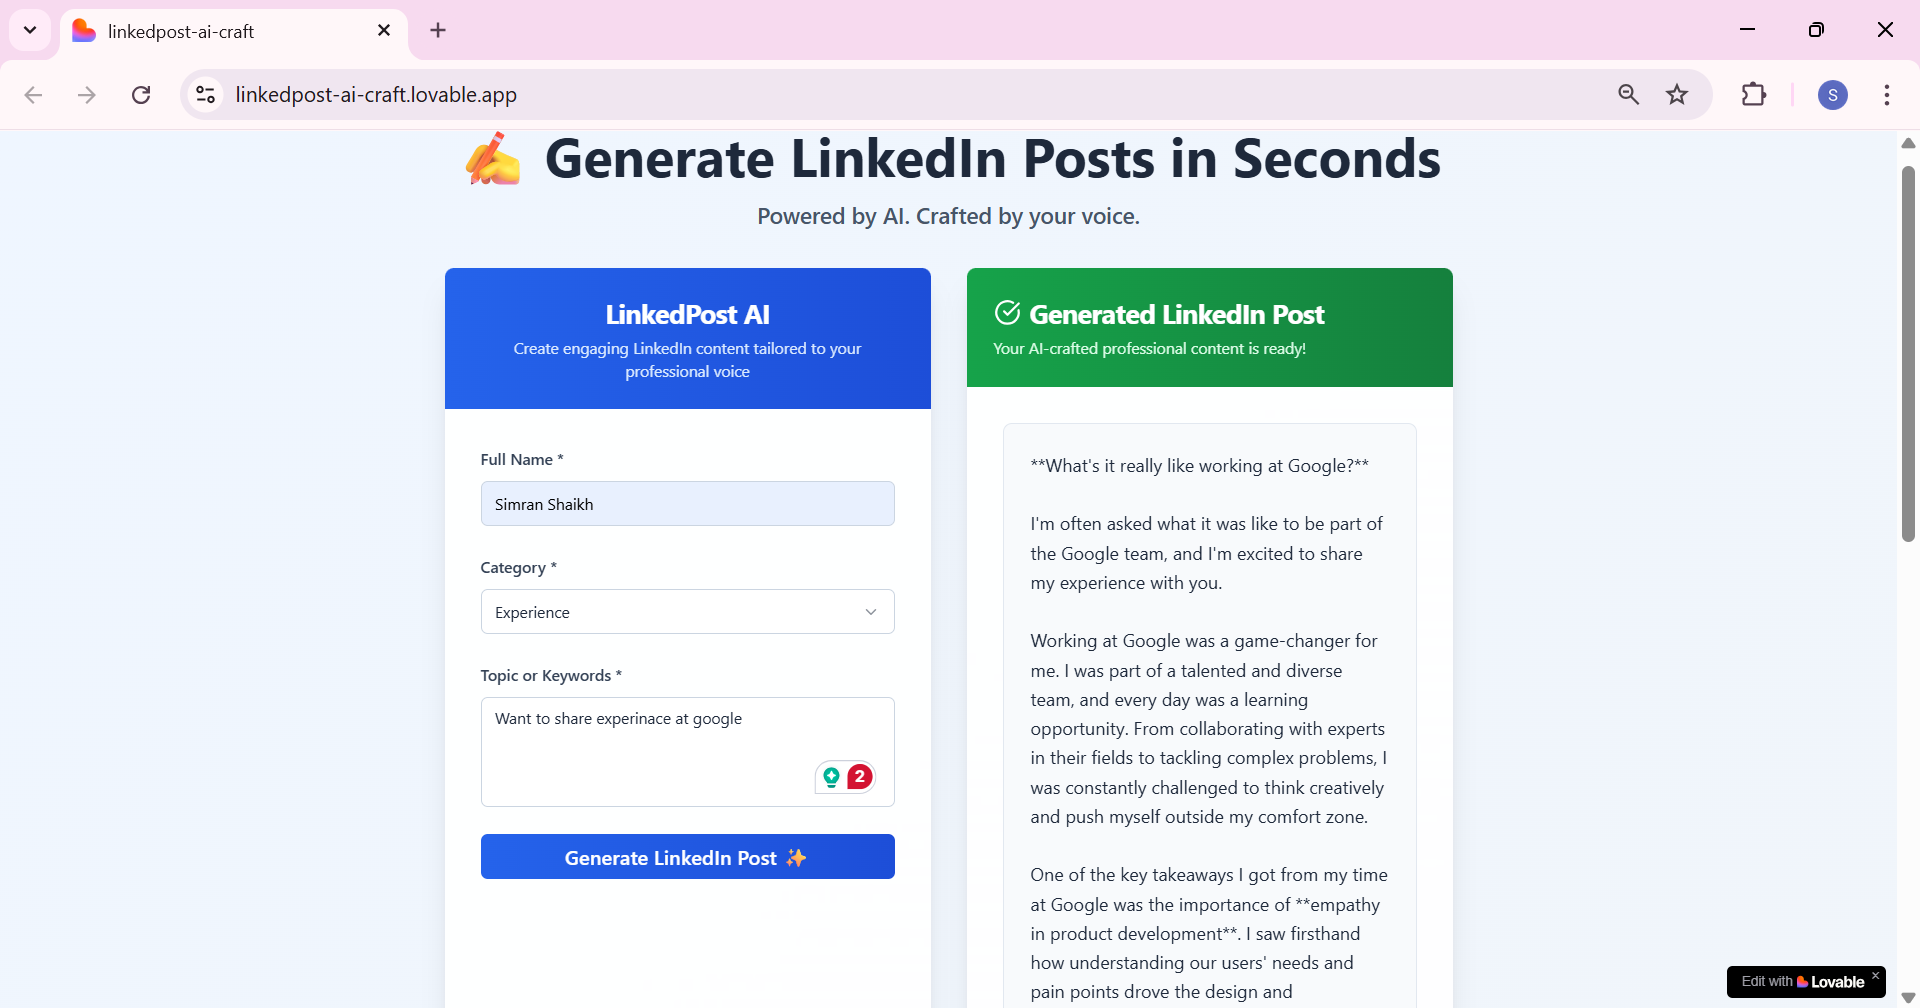 linkedpost-ai-craft
linkedpost-ai-craft.lovable.app
S
Generate LinkedIn Posts in Seconds
Powered by AI. Crafted by your voice.
LinkedPost AI
Create engaging LinkedIn content tailored to your
professional voice
Full Name *
Simran Shaikh
Category *
Experience
Topic or Keywords *
Want to share experinace at google
2
Generate LinkedIn Post ✨
Generated LinkedIn Post
Your AI-crafted professional content is ready!
**What's it really like working at Google?**
I'm often asked what it was like to be part of
the Google team, and I'm excited to share
my experience with you.
Working at Google was a game-changer for
me. I was part of a talented and diverse
team, and every day was a learning
opportunity. From collaborating with experts
in their fields to tackling complex problems, I
was constantly challenged to think creatively
and push myself outside my comfort zone.
One of the key takeaways I got from my time
at Google was the importance of **empathy
in product development**. I saw firsthand
how understanding our users' needs and
pain points drove the design and
Edit with Lovable